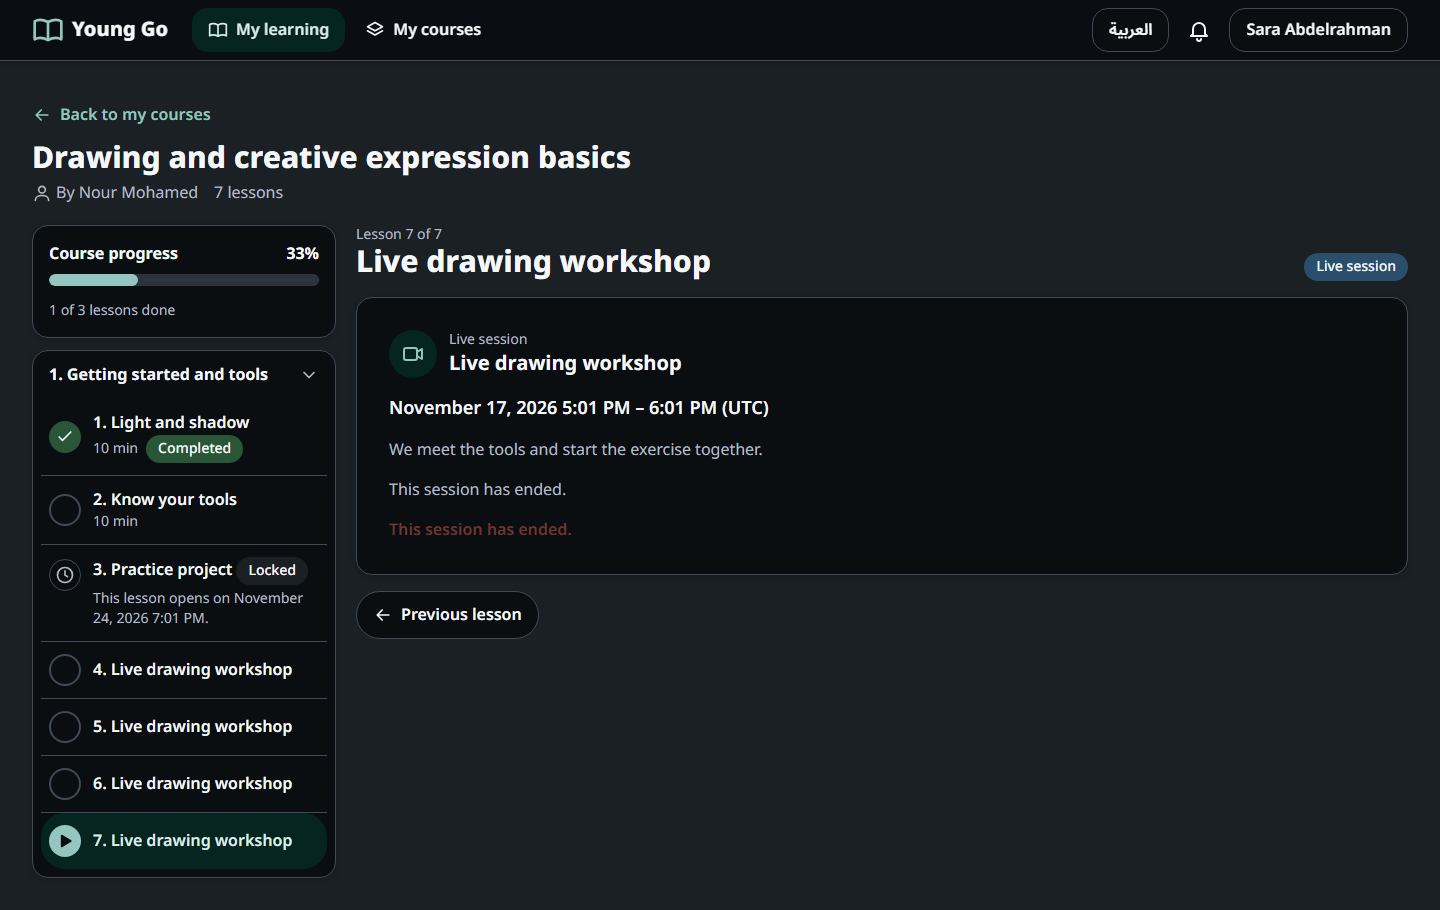 Young Go
My learning
My courses
العربية
Sara Abdelrahman
Back to my courses
Drawing and creative expression basics
By Nour Mohamed 7 lessons
Course progress 33%
1 of 3 lessons done
1. Getting started and tools
1. Light and shadow
10 min Completed
2. Know your tools
10 min
3. Practice project Locked
This lesson opens on November
24, 2026 7:01 PM.
4. Live drawing workshop
5. Live drawing workshop
6. Live drawing workshop
7. Live drawing workshop
Lesson 7 of 7
Live drawing workshop
Live session
Live session
Live drawing workshop
November 17, 2026 5:01 PM – 6:01 PM (UTC)
We meet the tools and start the exercise together.
This session has ended.
This session has ended.
Previous lesson